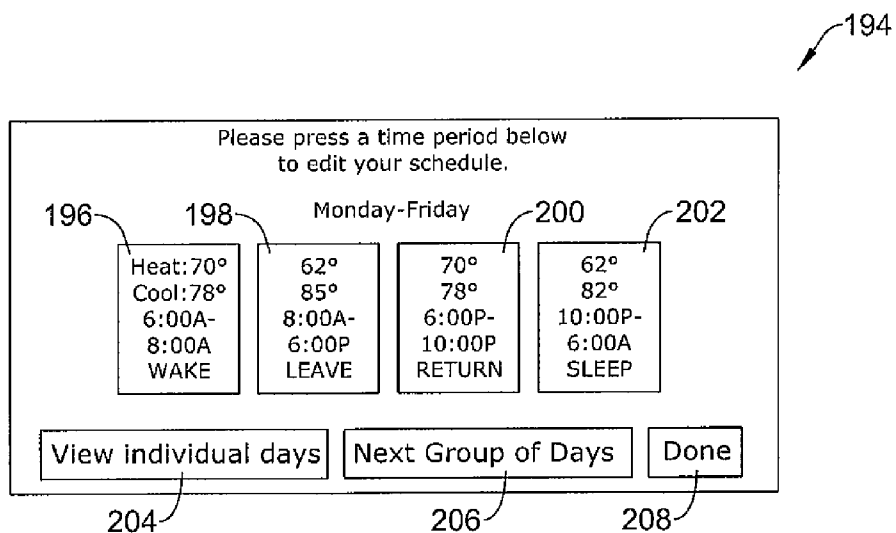 194
Please press a time period below
to edit your schedule.
196
198
Monday-Friday
200
202
Heat:70°
Cool:78°
6:00A-
8:00A
WAKE
62°
85°
8:00A-
6:00P
LEAVE
70°
78°
6:00P-
10:00P
RETURN
62°
82°
10:00P-
6:00A
SLEEP
View individual days
Next Group of Days
Done
204
206
208